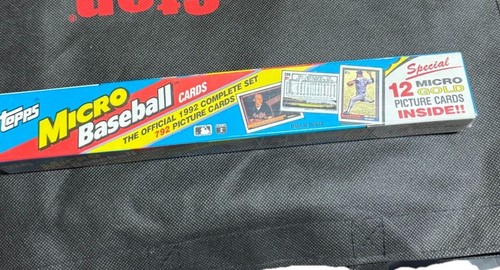 Topps
MICRO
Baseball CARDS
THE OFFICIAL 1992 COMPLETE SET
792 PICTURE CARDS
Special
12 MICRO
GOLD
PICTURE CARDS
INSIDE!!